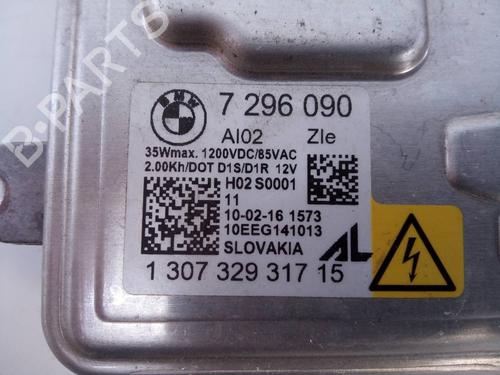 B-PARTS
BMW
7 296 090
AI02 ZIe
35Wmax. 1200VDC/85VAC
2.00Kh/DOT D1S/D1R 12V
H02 S0001
11
10-02-16 1573
10EEG141013
SLOVAKIA AL
1 307 329 317 15